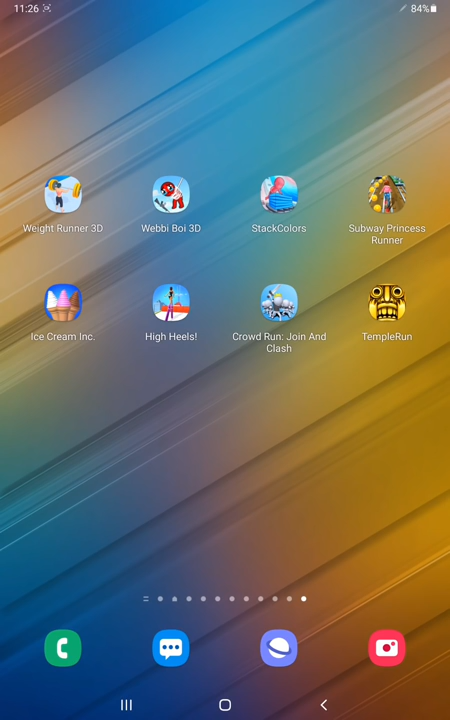 11:26
84%
Weight Runner 3D
Webbi Boi 3D
StackColors
Subway Princess
Runner
Ice Cream Inc.
High Heels!
Crowd Run: Join And
Clash
TempleRun